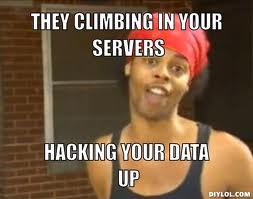 THEY CLIMBING IN YOUR
SERVERS
HACKING YOUR DATA
UP
DIYLOL.COM